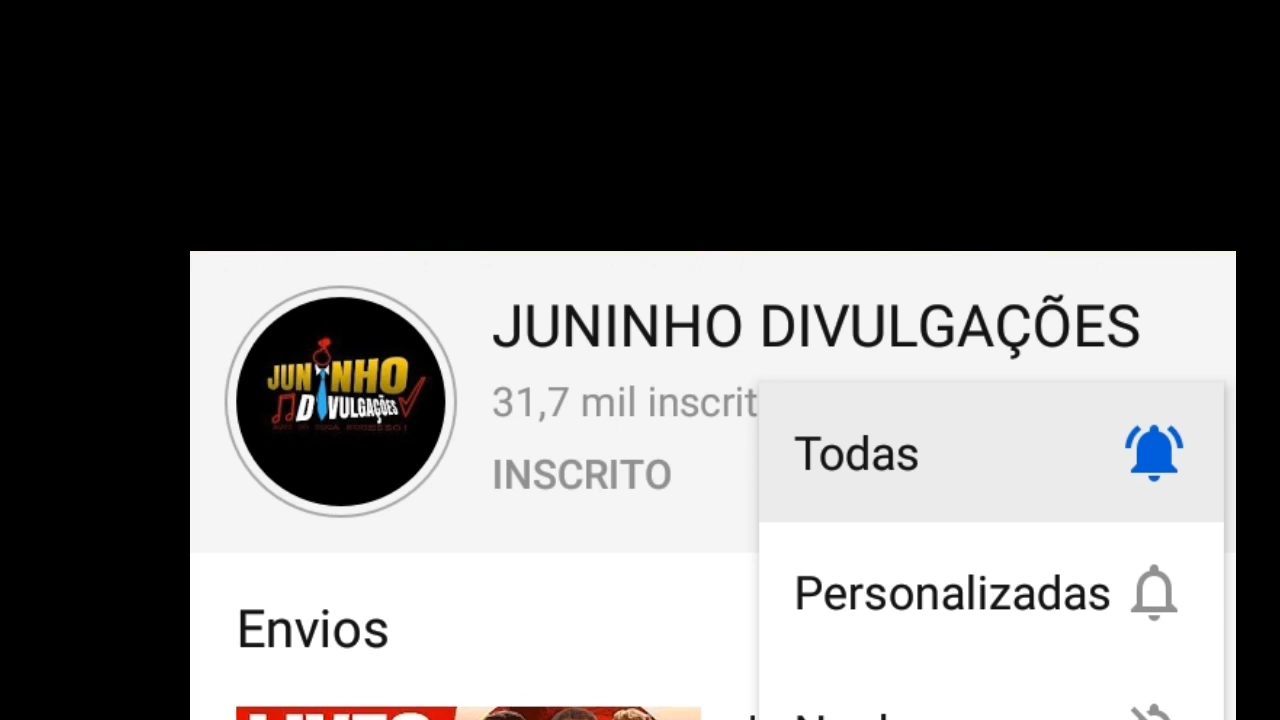 JUNINHO DIVULGAÇÕES
JUNINHO
DIVULGAÇÕES
31,7 mil inscrit
INSCRITO
Todas
Personalizadas
Envios